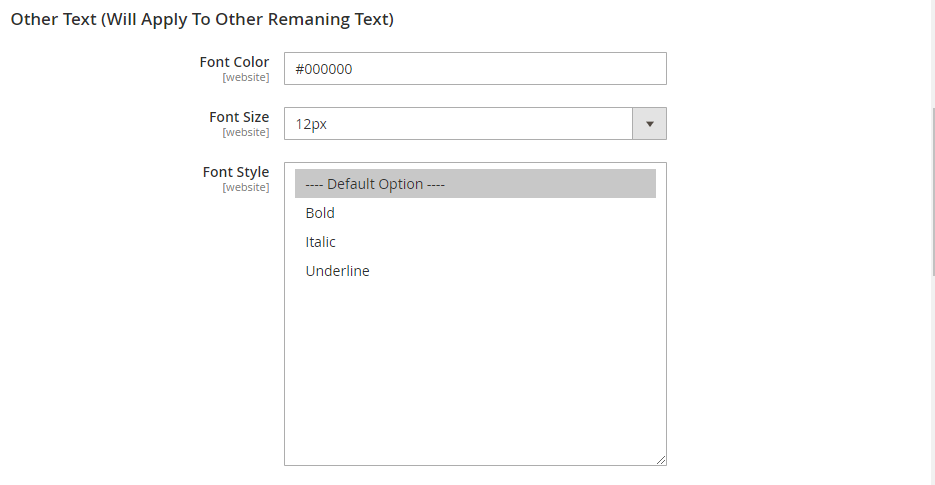 Other Text (Will Apply To Other Remaning Text)
Font Color
[website]
#000000
Font Size
[website]
12px
Font Style
[website]
---- Default Option ----
Bold
Italic
Underline